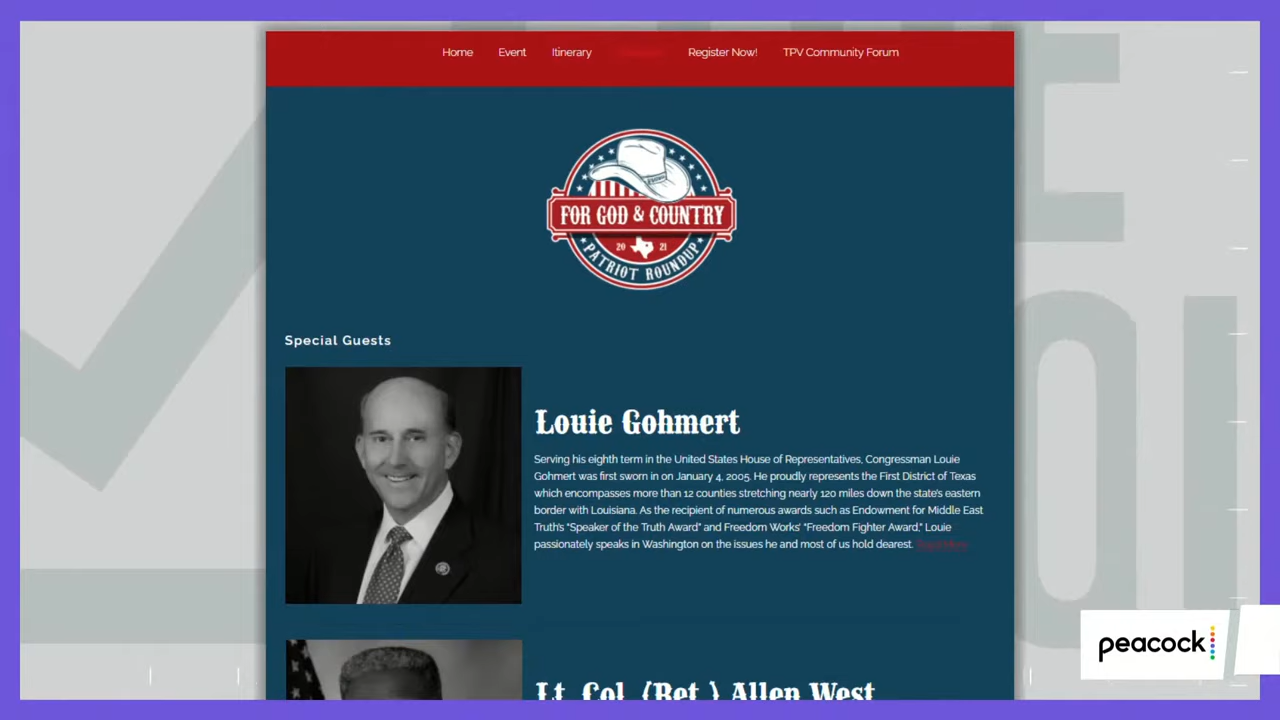 Home Event Itinerary Register Now! TPV Community Forum
FOR GOD & COUNTRY
20 21
PATRIOT ROUNDUP
Special Guests
Louie Gohmert
Serving his eighth term in the United States House of Representatives, Congressman Louie
Gohmert was first sworn in on January 4, 2005. He proudly represents the First District of Texas
which encompasses more than 12 counties stretching nearly 120 miles down the state's eastern
border with Louisiana. As the recipient of numerous awards such as Endowment for Middle East
Truth's "Speaker of the Truth Award" and Freedom Works' "Freedom Fighter Award," Louie
passionately speaks in Washington on the issues he and most of us hold dearest.
Lt. Col. (Ret.) Allen West
peacock